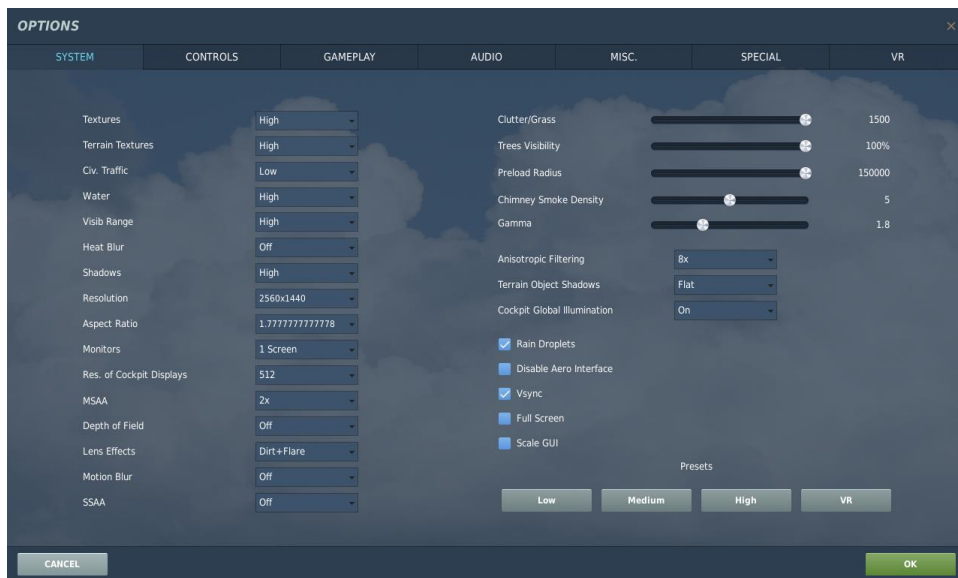 OPTIONS
SYSTEM CONTROLS GAMEPLAY AUDIO MISC. SPECIAL VR
Textures High
Terrain Textures High
Civ. Traffic Low
Water High
Visib Range High
Heat Blur Off
Shadows High
Resolution 2560x1440
Aspect Ratio 1.7777777777778
Monitors 1 Screen
Res. of Cockpit Displays 512
MSAA 2x
Depth of Field Off
Lens Effects Dirt+Flare
Motion Blur Off
SSAA Off
Clutter/Grass 1500
Trees Visibility 100%
Preload Radius 150000
Chimney Smoke Density 5
Gamma 1.8
Anisotropic Filtering 8x
Terrain Object Shadows Flat
Cockpit Global Illumination On
Rain Droplets
Disable Aero Interface
Vsync
Full Screen
Scale GUI
Presets
Low Medium High VR
CANCEL OK